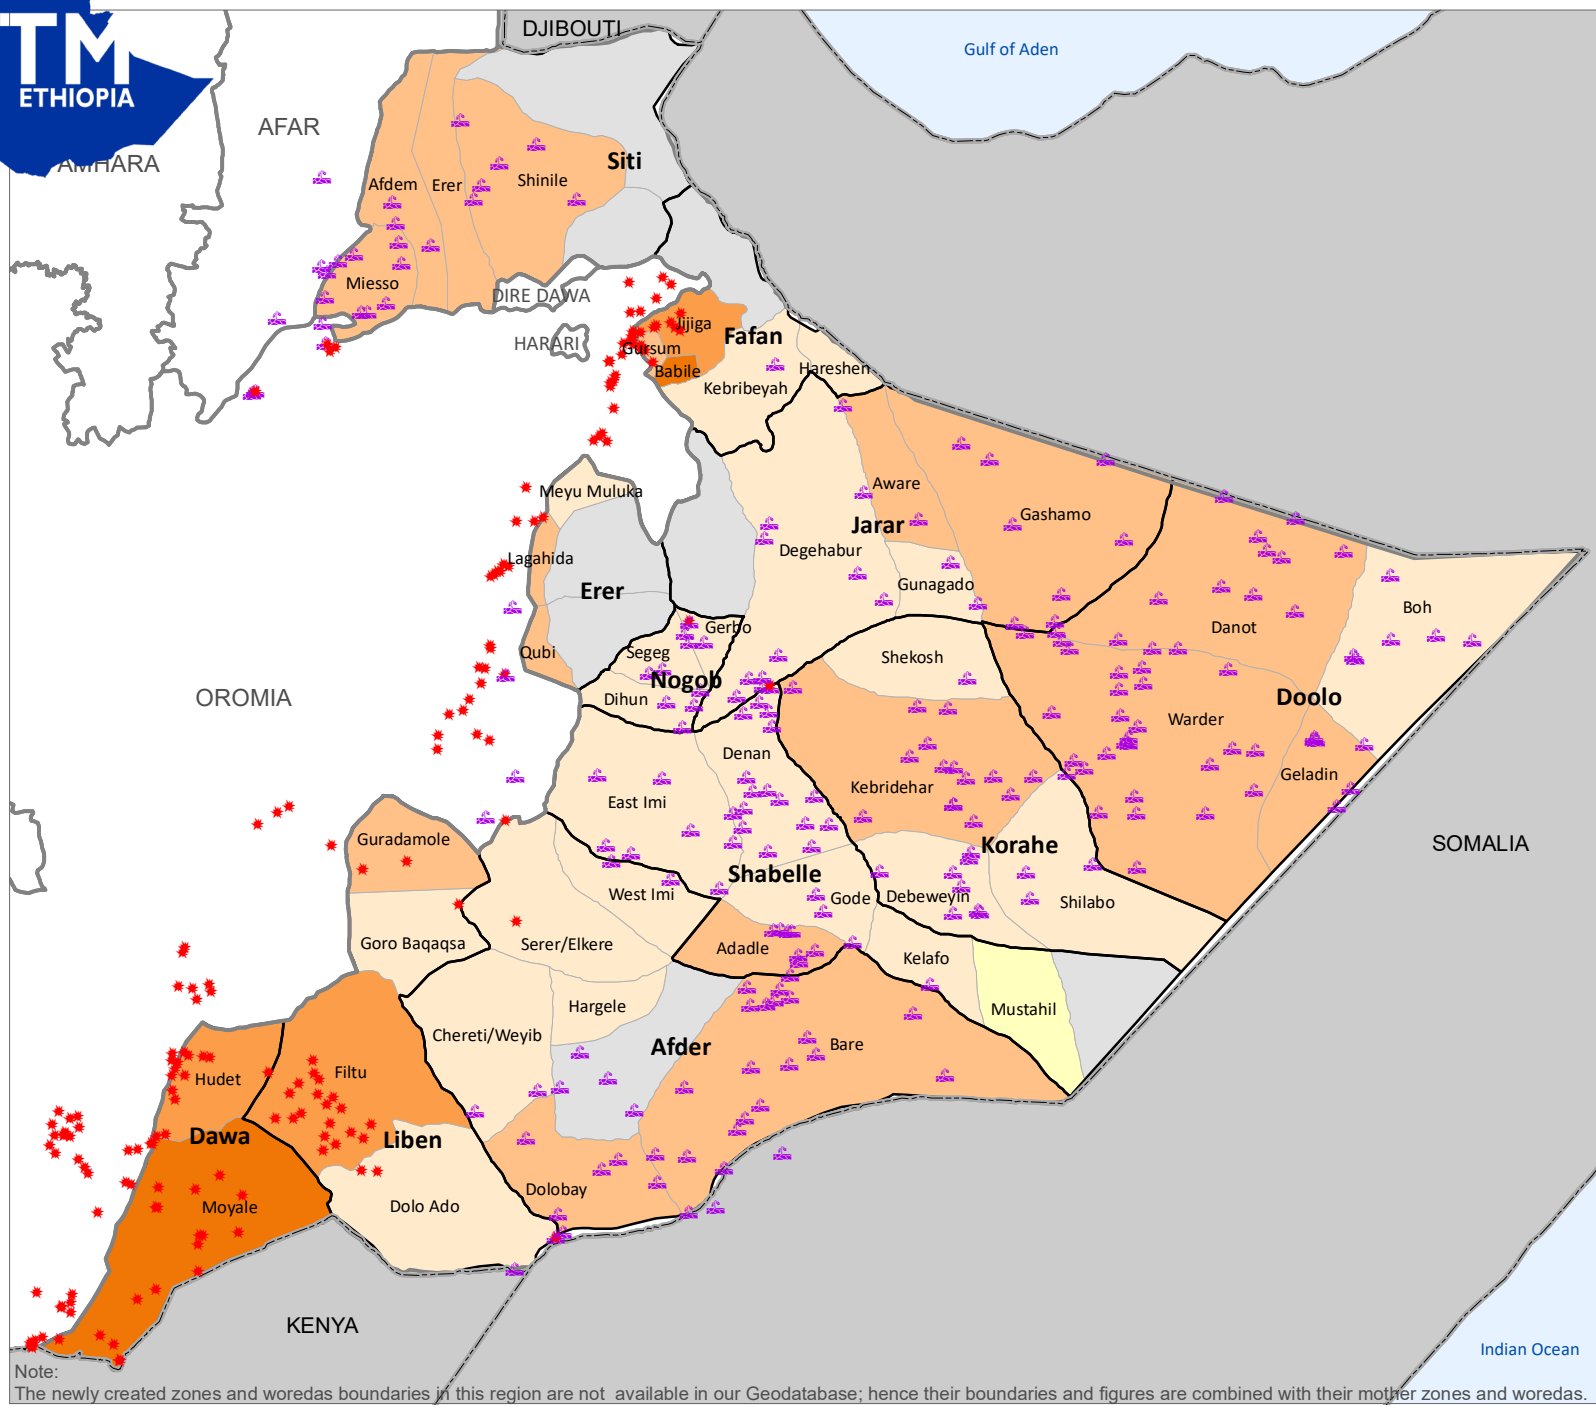 DJIBOUTI
Gulf of Aden
TM
ETHIOPIA
AFAR
AMHARA
Siti
Afdem
Erer
Shinile
Miesso
DIRE DAWA
HARARI
Jijiga
Fafan
Gursum
Babile
Kebribeyah
Hareshen
Meyu Muluka
Aware
Gashamo
Jarar
Degehabur
Lagahida
Gunagado
Erer
Boh
Danot
Gerbo
Segeg
Qubi
Shekosh
Nogob
Dihun
OROMIA
Doolo
Warder
Denan
Geladin
Kebridehar
East Imi
Guradamole
Korahe
SOMALIA
Shabelle
West Imi
Gode
Debeweyin
Shilabo
Goro Baqaqsa
Serer/Elkere
Adadle
Kelafo
Hargele
Mustahil
Chereti/Weyib
Afder
Bare
Hudet
Filtu
Dawa
Liben
Dolobay
Moyale
Dolo Ado
KENYA
Indian Ocean
Note:
The newly created zones and woredas boundaries in this region are not available in our Geodatabase; hence their boundaries and figures are combined with their mother zones and woredas.